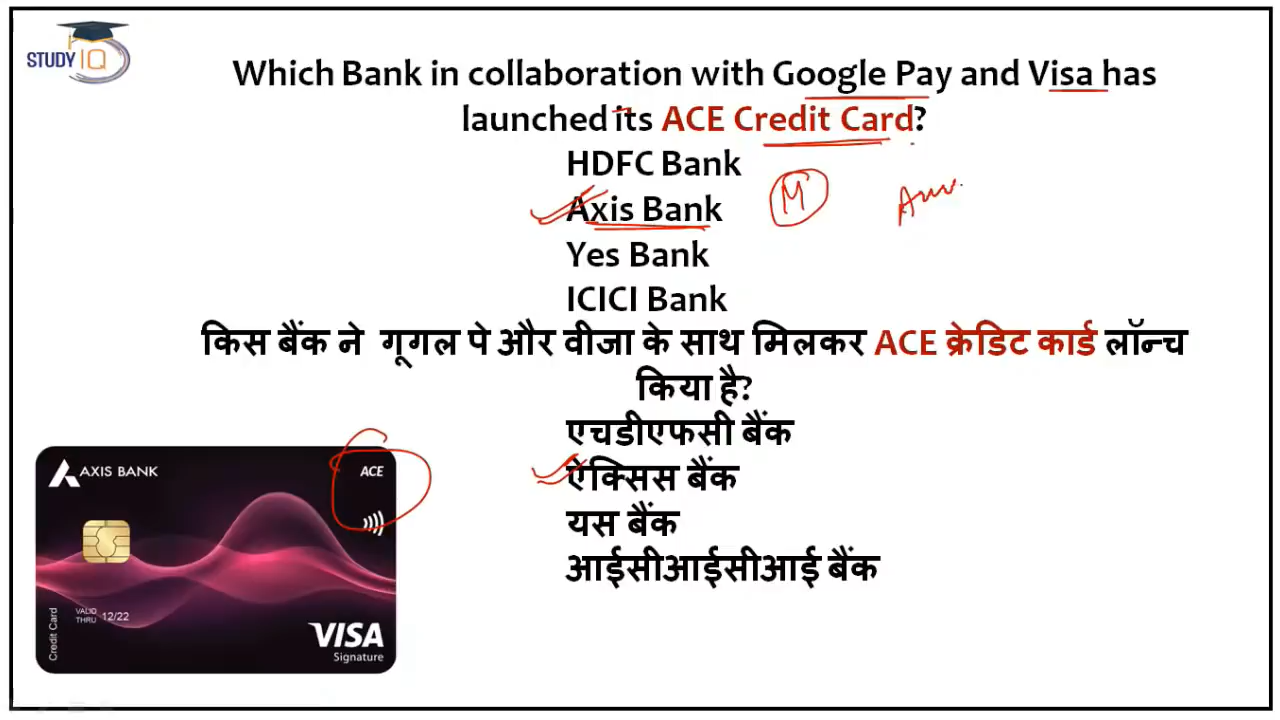 STUDY IQ
Which Bank in collaboration with Google Pay and Visa has
launched its ACE Credit Card?
HDFC Bank
Axis Bank
M
Yes Bank
ICICI Bank
किस बैंक ने गूगल पे और वीजा के साथ मिलकर ACE क्रेडिट कार्ड लॉन्च
किया है?
एचडीएफसी बैंक
ऐक्सिस बैंक
यस बैंक
आईसीआईसीआई बैंक
AXIS BANK
ACE
VALID
THRU 12/22
Credit Card
VISA
Signature